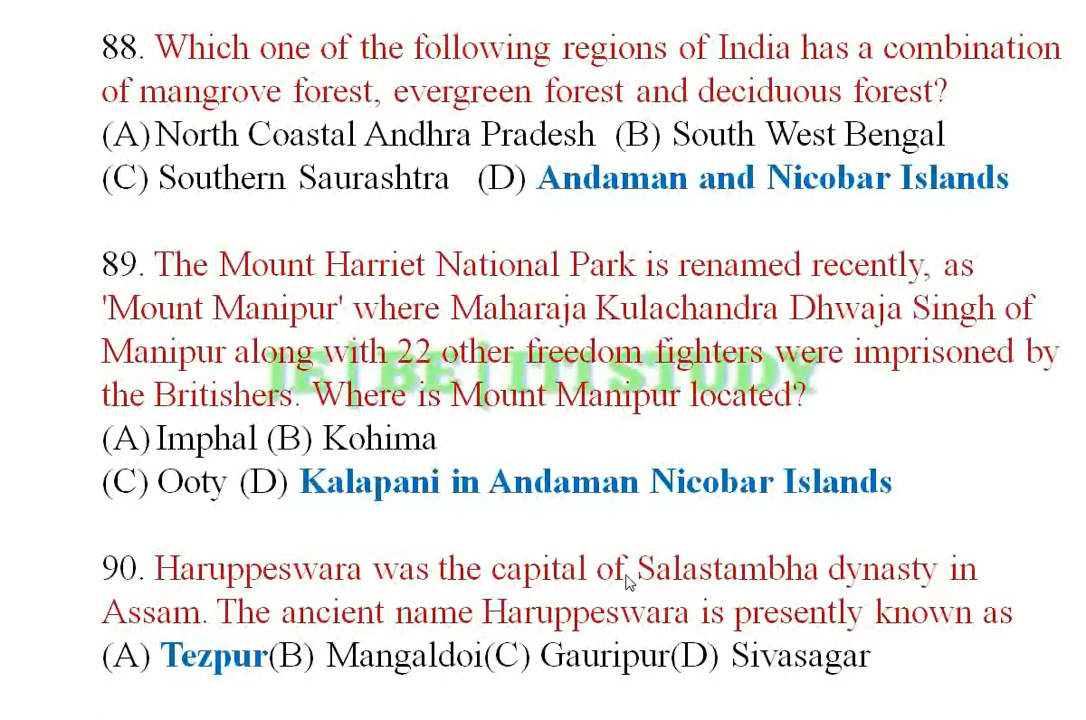 88. Which one of the following regions of India has a combination
of mangrove forest, evergreen forest and deciduous forest?
(A) North Coastal Andhra Pradesh (B) South West Bengal
(C) Southern Saurashtra (D) Andaman and Nicobar Islands
89. The Mount Harriet National Park is renamed recently, as
'Mount Manipur' where Maharaja Kulachandra Dhwaja Singh of
Manipur along with 22 other freedom fighters were imprisoned by
JE | BE | ITI STUDY
the Britishers. Where is Mount Manipur located?
(A) Imphal (B) Kohima
(C) Ooty (D) Kalapani in Andaman Nicobar Islands
90. Haruppeswara was the capital of Salastambha dynasty in
Assam. The ancient name Haruppeswara is presently known as
(A) Tezpur(B) Mangaldoi(C) Gauripur(D) Sivasagar